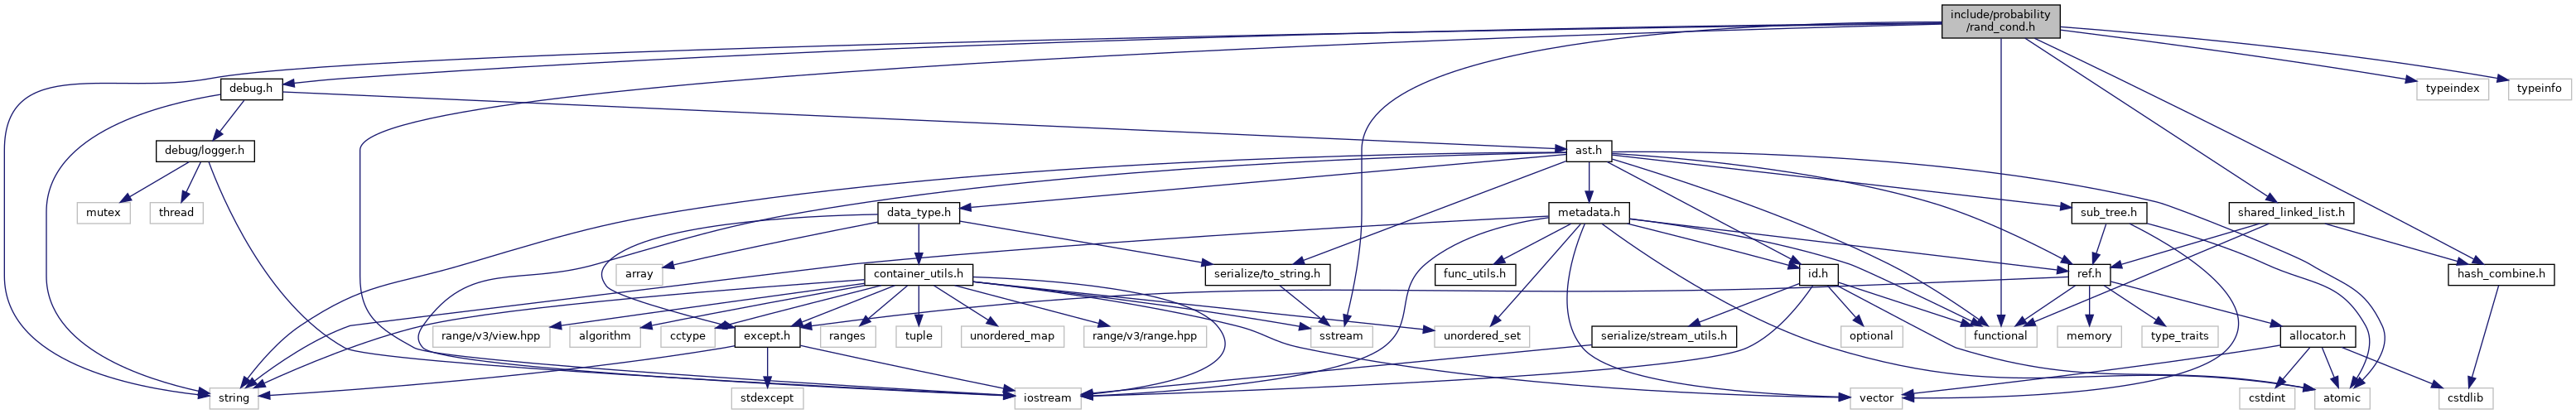 include/probability
/rand_cond.h
debug.h
typeindex
typeinfo
debug/logger.h
ast.h
mutex
thread
data_type.h
metadata.h
sub_tree.h
shared_linked_list.h
array
container_utils.h
serialize/to_string.h
func_utils.h
id.h
ref.h
hash_combine.h
range/v3/view.hpp
algorithm
cctype
except.h
ranges
tuple
unordered_map
range/v3/range.hpp
sstream
unordered_set
serialize/stream_utils.h
optional
functional
memory
type_traits
allocator.h
string
stdexcept
iostream
vector
cstdint
atomic
cstdlib